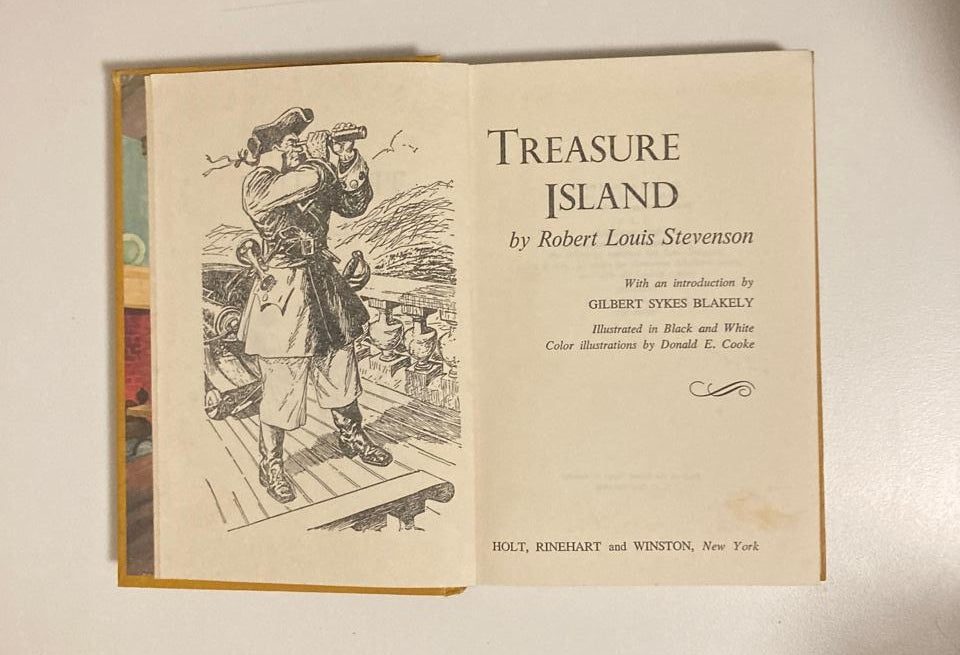 TREASURE
ISLAND
by Robert Louis Stevenson
With an introduction by
GILBERT SYKES BLAKELY
Illustrated in Black and White
Color illustrations by Donald E. Cooke
HOLT, RINEHART and WINSTON, New York